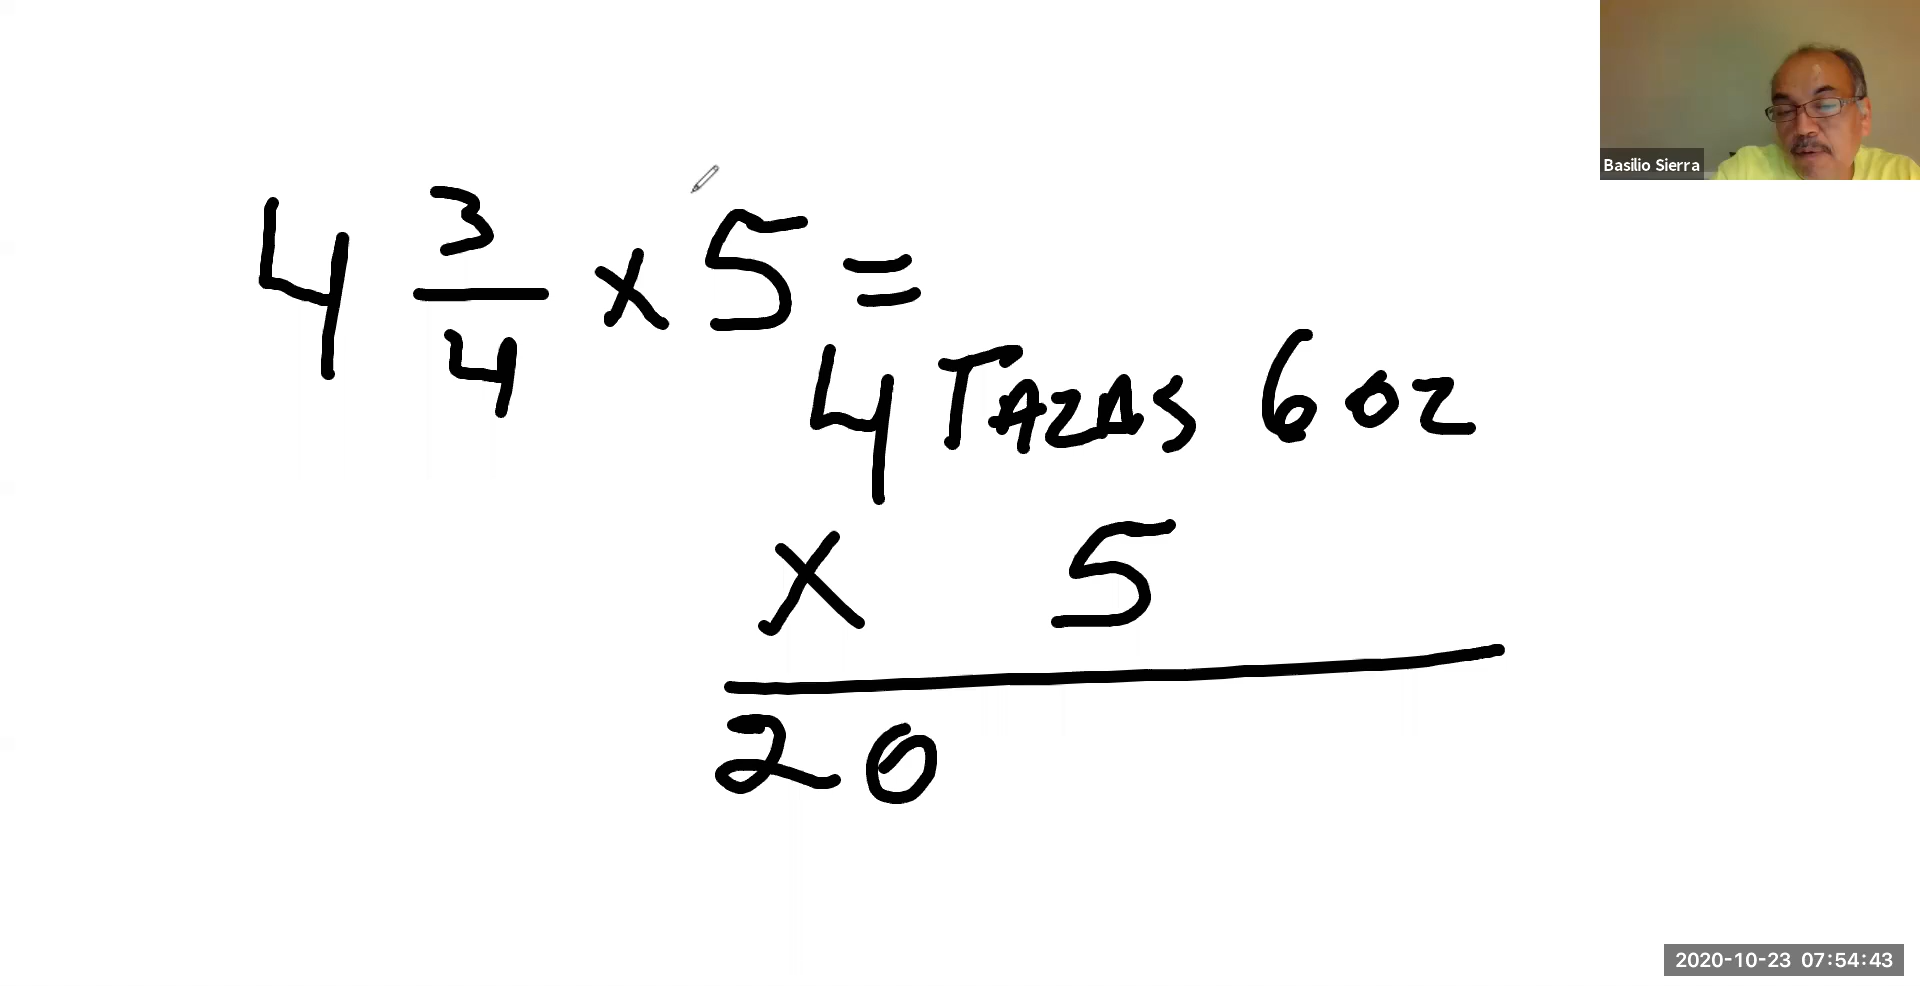 Basilio Sierra
4 3/4 x 5 =
4 TAZAS 6 oz
x 5
20
2020-10-23 07:54:43